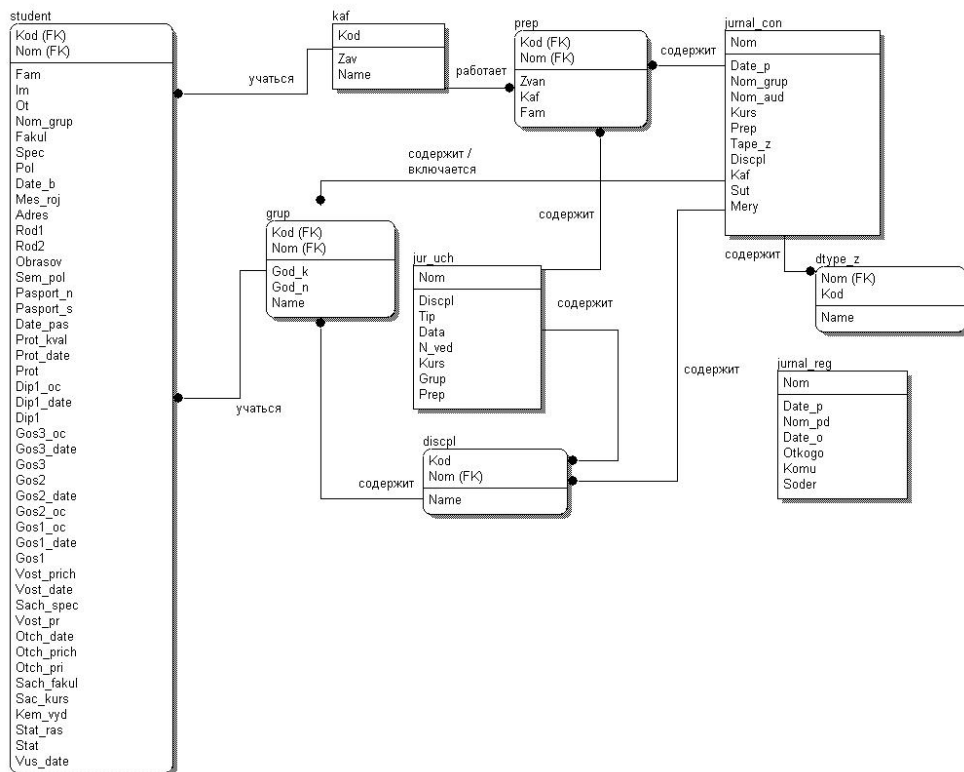 student
Kod (FK)
Nom (FK)
Fam
Im
Ot
Nom_grup
Fakul
Spec
Pol
Date_b
Mes_roj
Adres
Rod1
Rod2
Obrasov
Sem_pol
Pasport_n
Pasport_s
Date_pas
Prot_kval
Prot_date
Prot
Dip1_oc
Dip1_date
Dip1
Gos3_oc
Gos3_date
Gos3
Gos2
Gos2_date
Gos2_oc
Gos1_oc
Gos1_date
Gos1
Vost_prich
Vost_date
Sach_spec
Vost_pr
Otch_date
Otch_prich
Otch_pri
Sach_fakul
Sac_kurs
Kem_vyd
Stat_ras
Stat
Vus_date
учаться
kaf
Kod
Zav
Name
работает
prep
Kod (FK)
Nom (FK)
Zvan
Kaf
Fam
содержит
jurnal_con
Nom
Date_p
Nom_grup
Nom_aud
Kurs
Prep
Tape_z
Discpl
Kaf
Sut
Mery
содержит /
включается
содержит
grup
Kod (FK)
Nom (FK)
God_k
God_n
Name
учаться
jur_uch
Nom
Discpl
Tip
Data
N_ved
Kurs
Grup
Prep
содержит
содержит
dtype_z
Nom (FK)
Kod
Name
содержит
jurnal_reg
Nom
Date_p
Nom_pd
Date_o
Otkogo
Komu
Soder
содержит
discpl
Kod
Nom (FK)
Name